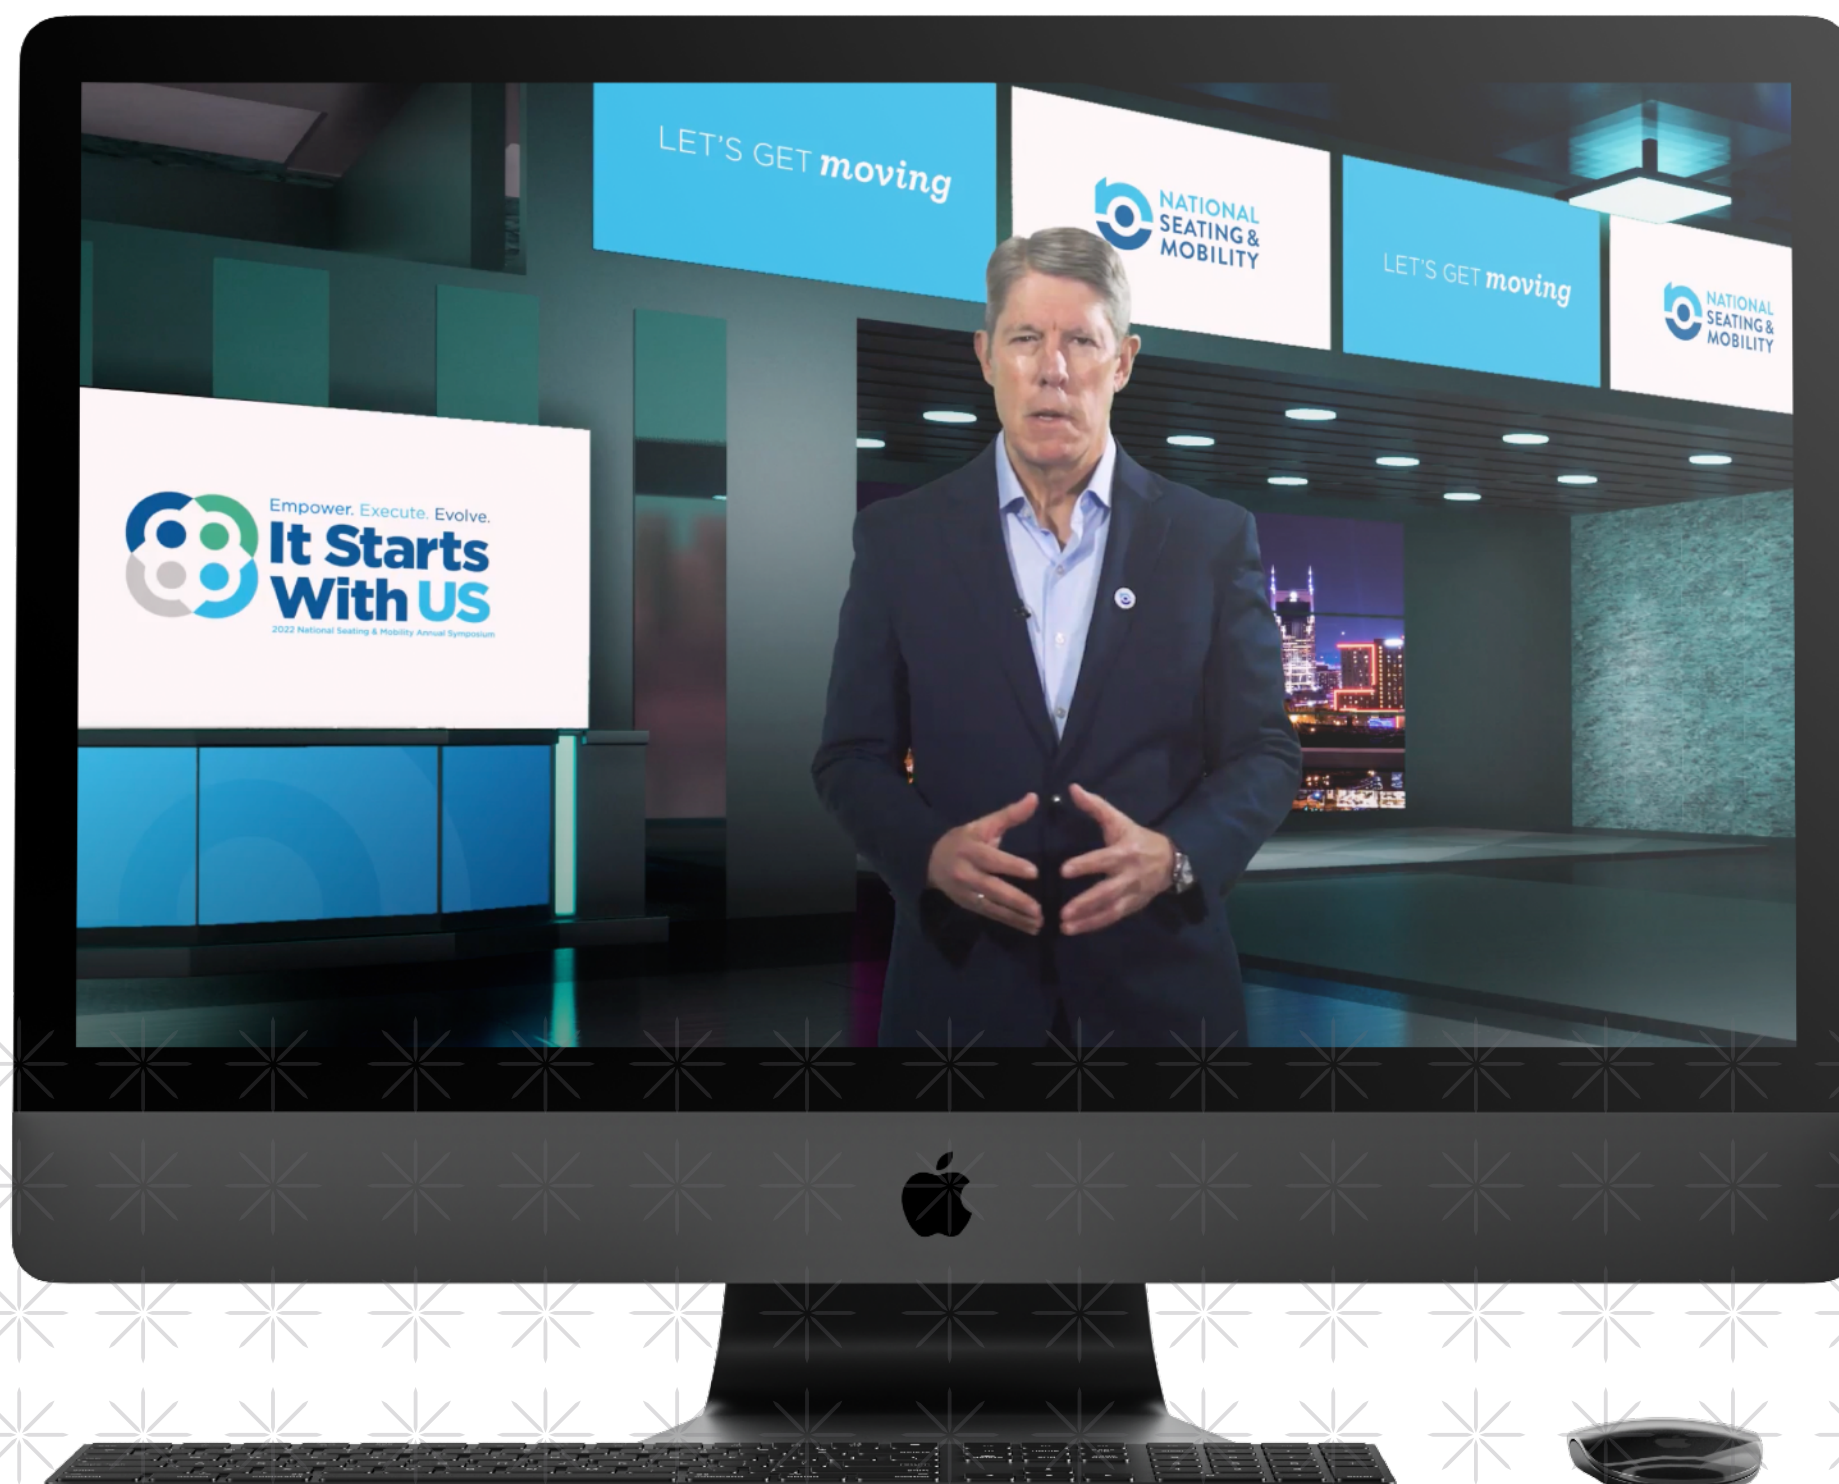 LET'S GET moving
NATIONAL
SEATING &
MOBILITY
LET'S GET moving
NATIONAL
SEATING &
MOBILITY
Empower. Execute. Evolve.
It Starts
With US
2022 National Seating & Mobility Annual Symposium